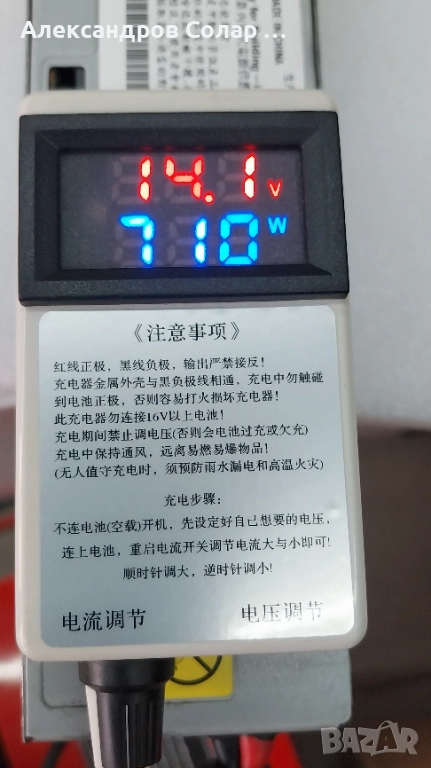 Александров Солар ...
14.1 V
710 W
《注意事项》
红线正极，黑线负极，输出严禁接反!
充电器金属外壳与黑负极线相通，充电中勿触碰
到电池正极，否则容易打火损坏充电器!
此充电器勿连接16V以上电池!
充电期间禁止调电压(否则会电池过充或欠充)
充电中保持通风，远离易燃易爆物品!
(无人值守充电时，须预防雨水漏电和高温火灾)
充电步骤:
不连电池(空载)开机，先设定好自己想要的电压，
连上电池，重启电流开关调节电流大与小即可!
顺时针调大，逆时针调小!
电流调节 电压调节
BAZAR